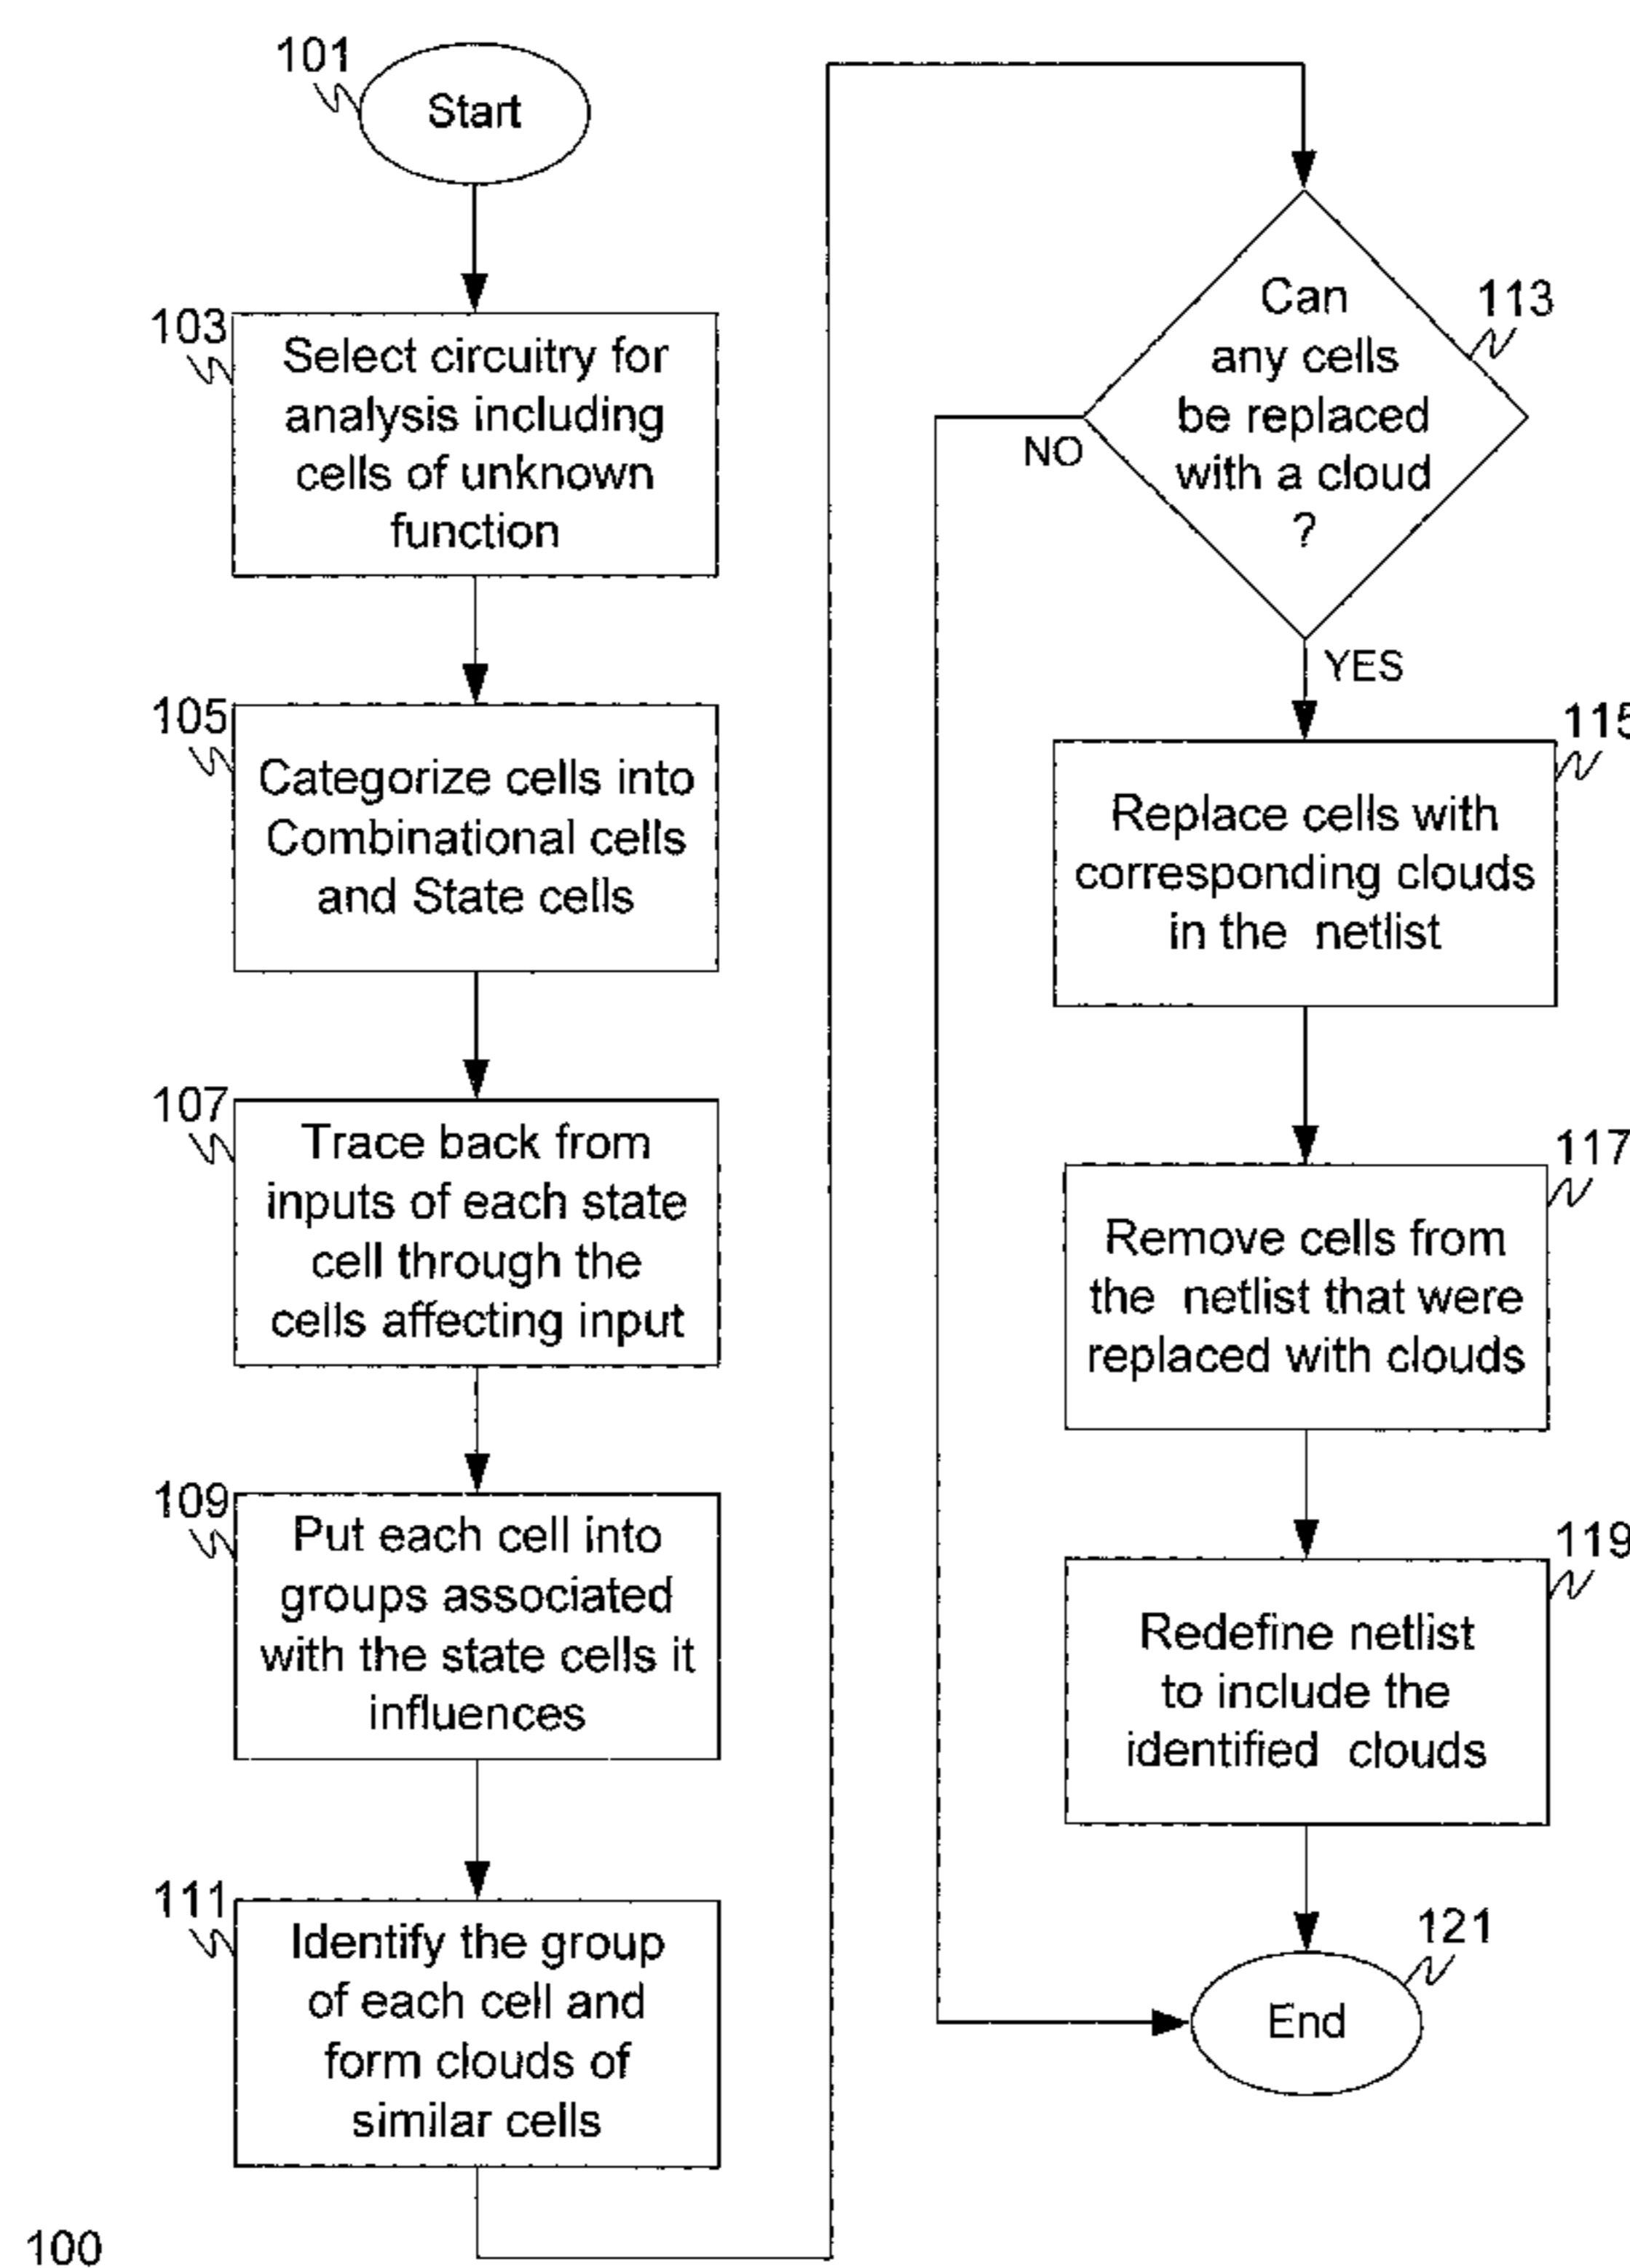 101
Start
103
Select circuitry for
analysis including
cells of unknown
function
105
Categorize cells into
Combinational cells
and State cells
107
Trace back from
inputs of each state
cell through the
cells affecting input
109
Put each cell into
groups associated
with the state cells it
influences
111
Identify the group
of each cell and
form clouds of
similar cells
100
Can
any cells
be replaced
with a cloud
?
113
NO
YES
115
Replace cells with
corresponding clouds
in the netlist
117
Remove cells from
the netlist that were
replaced with clouds
119
Redefine netlist
to include the
identified clouds
121
End